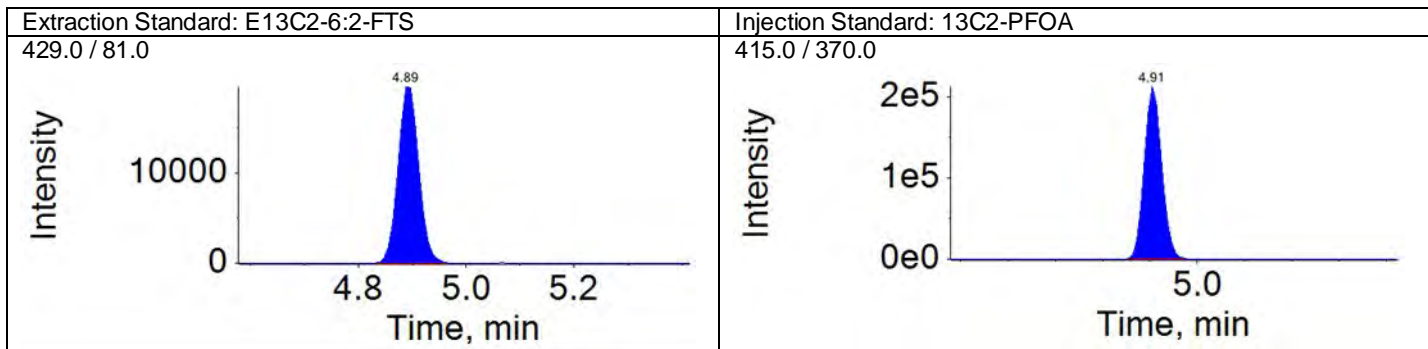 Extraction Standard: E13C2-6:2-FTS
429.0 / 81.0
4.89
Intensity
10000
0
4.8 5.0 5.2
Time, min
Injection Standard: 13C2-PFOA
415.0 / 370.0
4.91
Intensity
2e5
1e5
0e0
5.0
Time, min